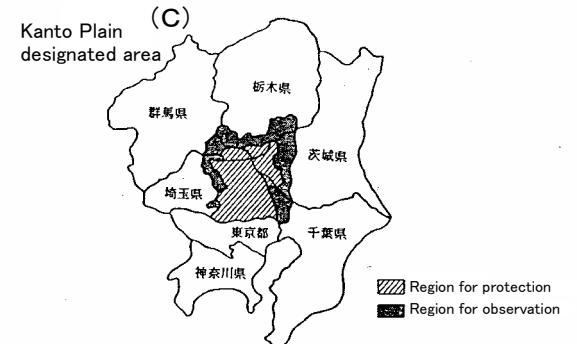 (C)
Kanto Plain
designated area
栃木県
群馬県
茨城県
埼玉県
東京都
千葉県
神奈川県
Region for protection
Region for observation